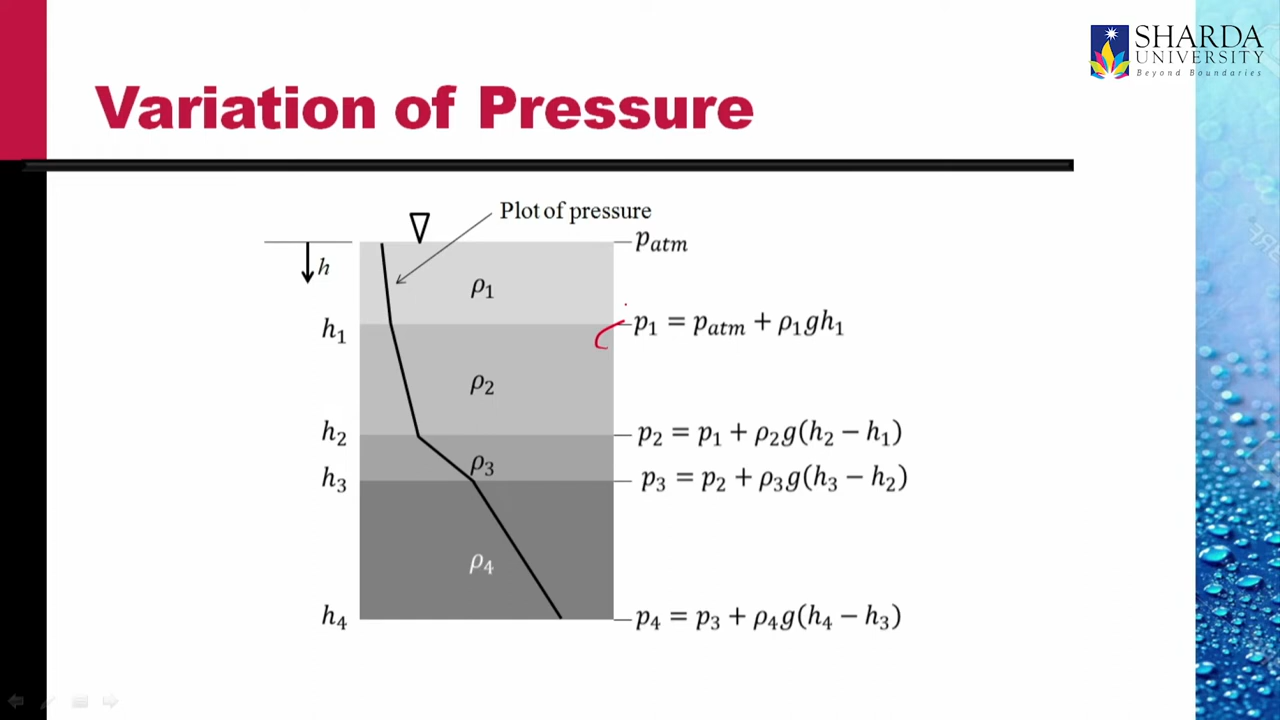 SHARDA
UNIVERSITY
Beyond Boundaries
Variation of Pressure
Plot of pressure
p_atm
h
ρ₁
h₁
p₁ = p_atm + ρ₁gh₁
ρ₂
h₂
p₂ = p₁ + ρ₂g(h₂ − h₁)
ρ₃
h₃
p₃ = p₂ + ρ₃g(h₃ − h₂)
ρ₄
h₄
p₄ = p₃ + ρ₄g(h₄ − h₃)